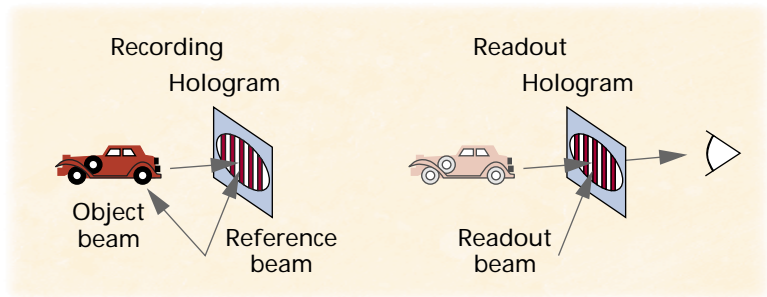 Recording
Hologram
Object
beam
Reference
beam
Readout
Hologram
Readout
beam